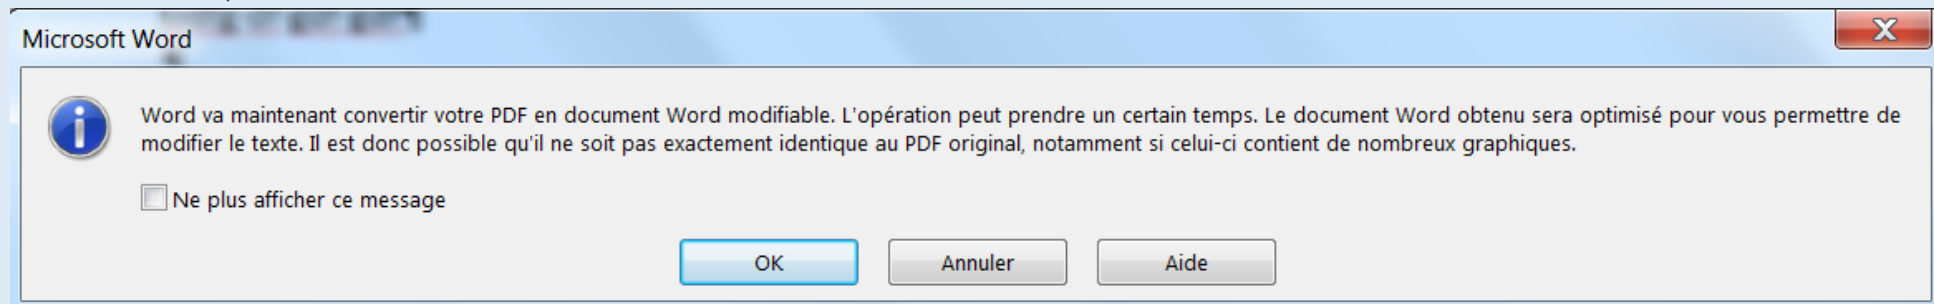 Microsoft Word
Word va maintenant convertir votre PDF en document Word modifiable. L'opération peut prendre un certain temps. Le document Word obtenu sera optimisé pour vous permettre de
modifier le texte. Il est donc possible qu'il ne soit pas exactement identique au PDF original, notamment si celui-ci contient de nombreux graphiques.
Ne plus afficher ce message
OK Annuler Aide